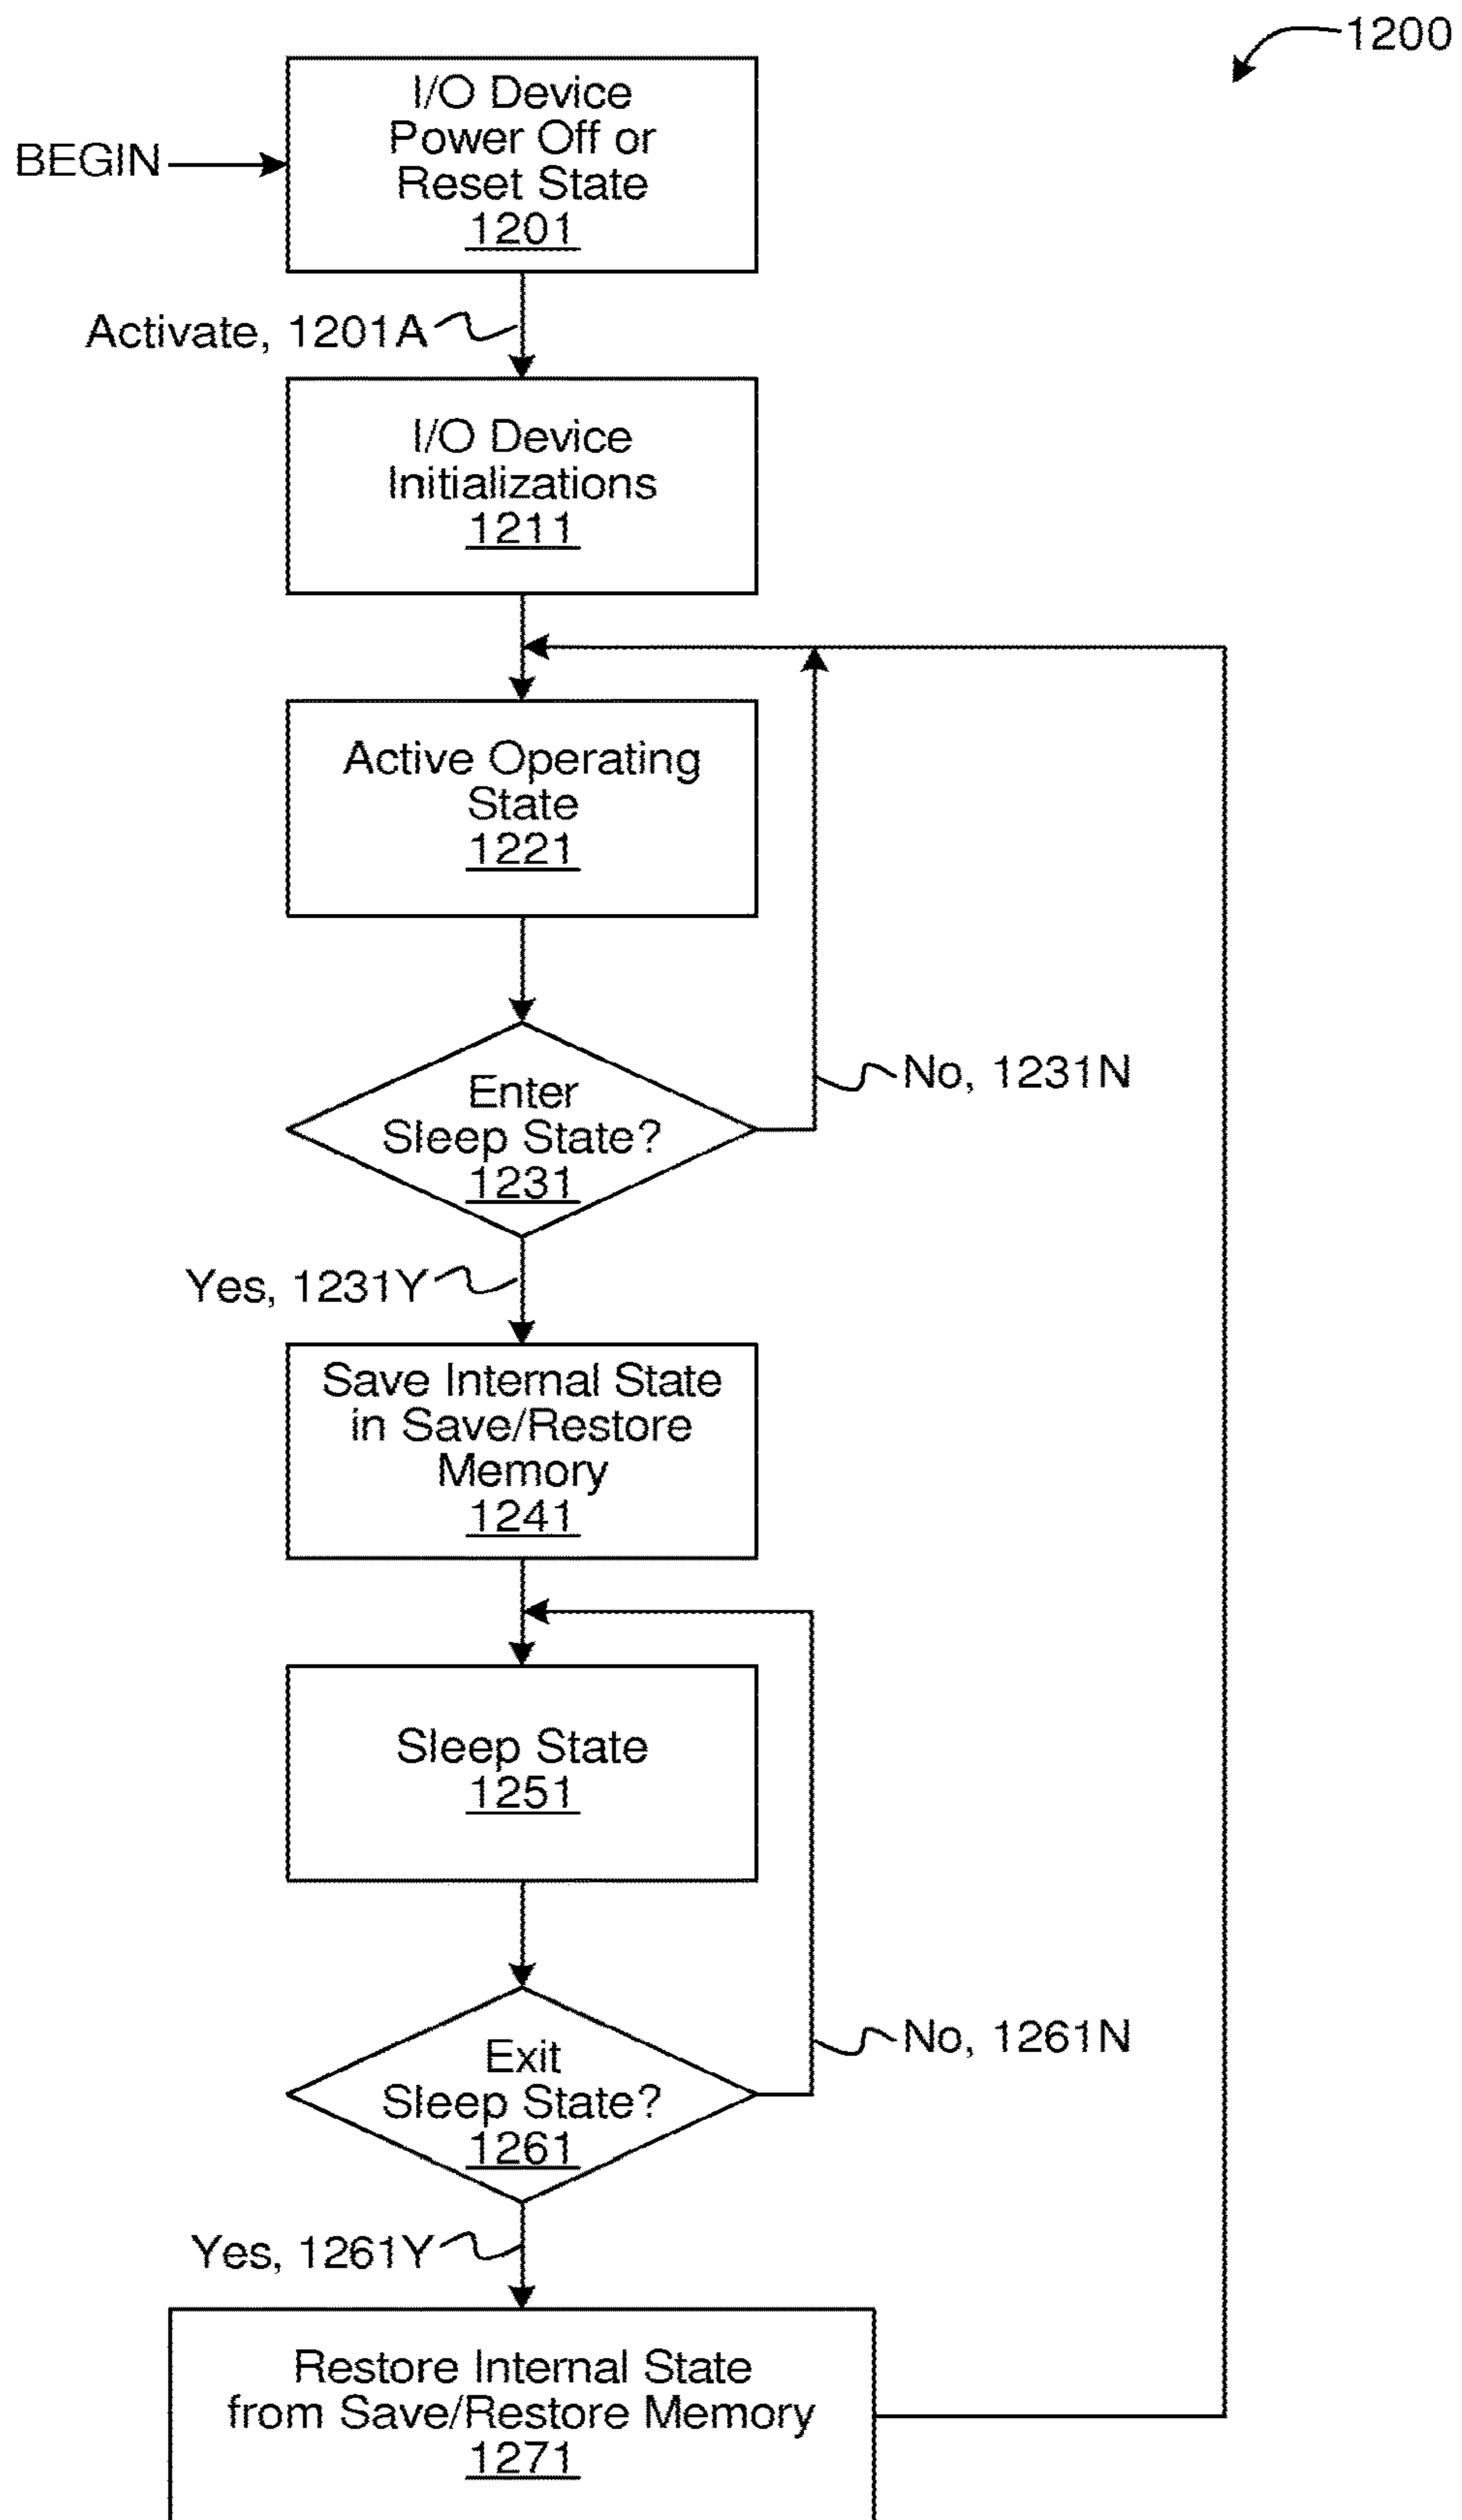 1200
I/O Device
Power Off or
Reset State
1201
BEGIN
Activate, 1201A
I/O Device
Initializations
1211
Active Operating
State
1221
Enter
Sleep State?
1231
No, 1231N
Yes, 1231Y
Save Internal State
in Save/Restore
Memory
1241
Sleep State
1251
Exit
Sleep State?
1261
No, 1261N
Yes, 1261Y
Restore Internal State
from Save/Restore Memory
1271